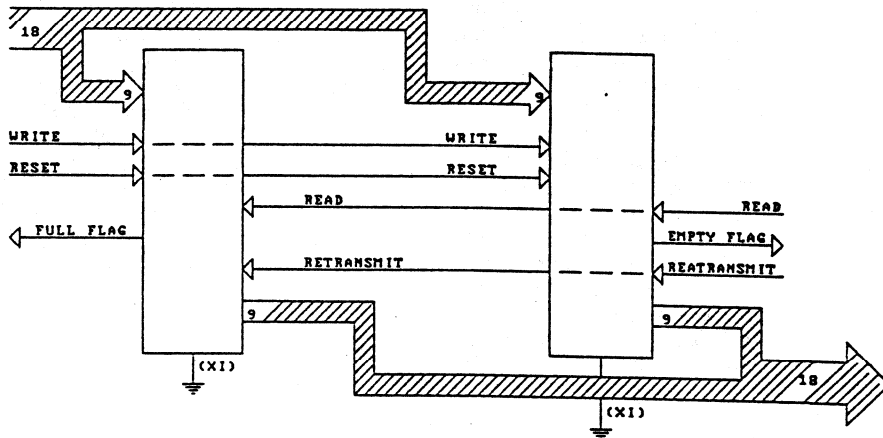 18
9
9
WRITE
WRITE
RESET
RESET
READ
READ
FULL FLAG
EMPTY FLAG
RETRANSMIT
REATRANSMIT
9
9
(XI)
18
(XI)